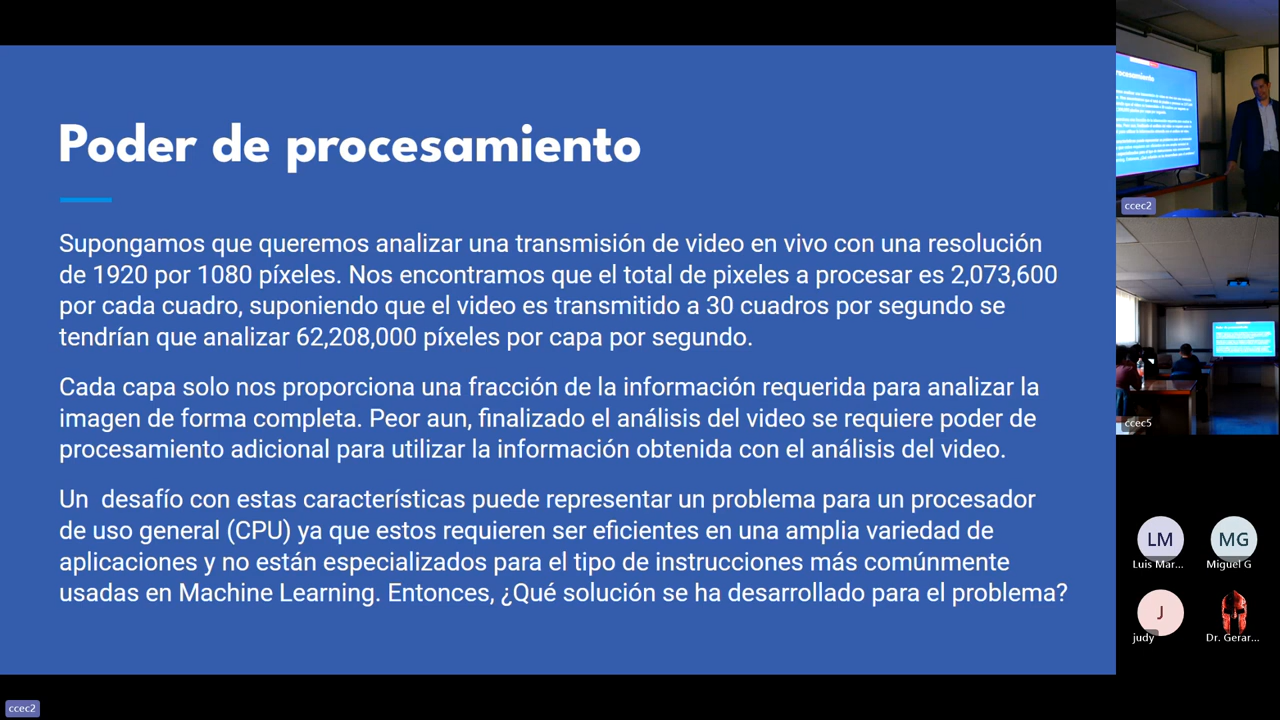 Poder de procesamiento
Supongamos que queremos analizar una transmisión de video en vivo con una resolución
de 1920 por 1080 píxeles. Nos encontramos que el total de pixeles a procesar es 2,073,600
por cada cuadro, suponiendo que el video es transmitido a 30 cuadros por segundo se
tendrían que analizar 62,208,000 píxeles por capa por segundo.
Cada capa solo nos proporciona una fracción de la información requerida para analizar la
imagen de forma completa. Peor aun, finalizado el análisis del video se requiere poder de
procesamiento adicional para utilizar la información obtenida con el análisis del video.
Un  desafío con estas características puede representar un problema para un procesador
de uso general (CPU) ya que estos requieren ser eficientes en una amplia variedad de
aplicaciones y no están especializados para el tipo de instrucciones más comúnmente
usadas en Machine Learning. Entonces, ¿Qué solución se ha desarrollado para el problema?
ccec2
ccec2
ccec5
LM
Luis Mar...
MG
Miguel G
J
judy
Dr. Gerar...